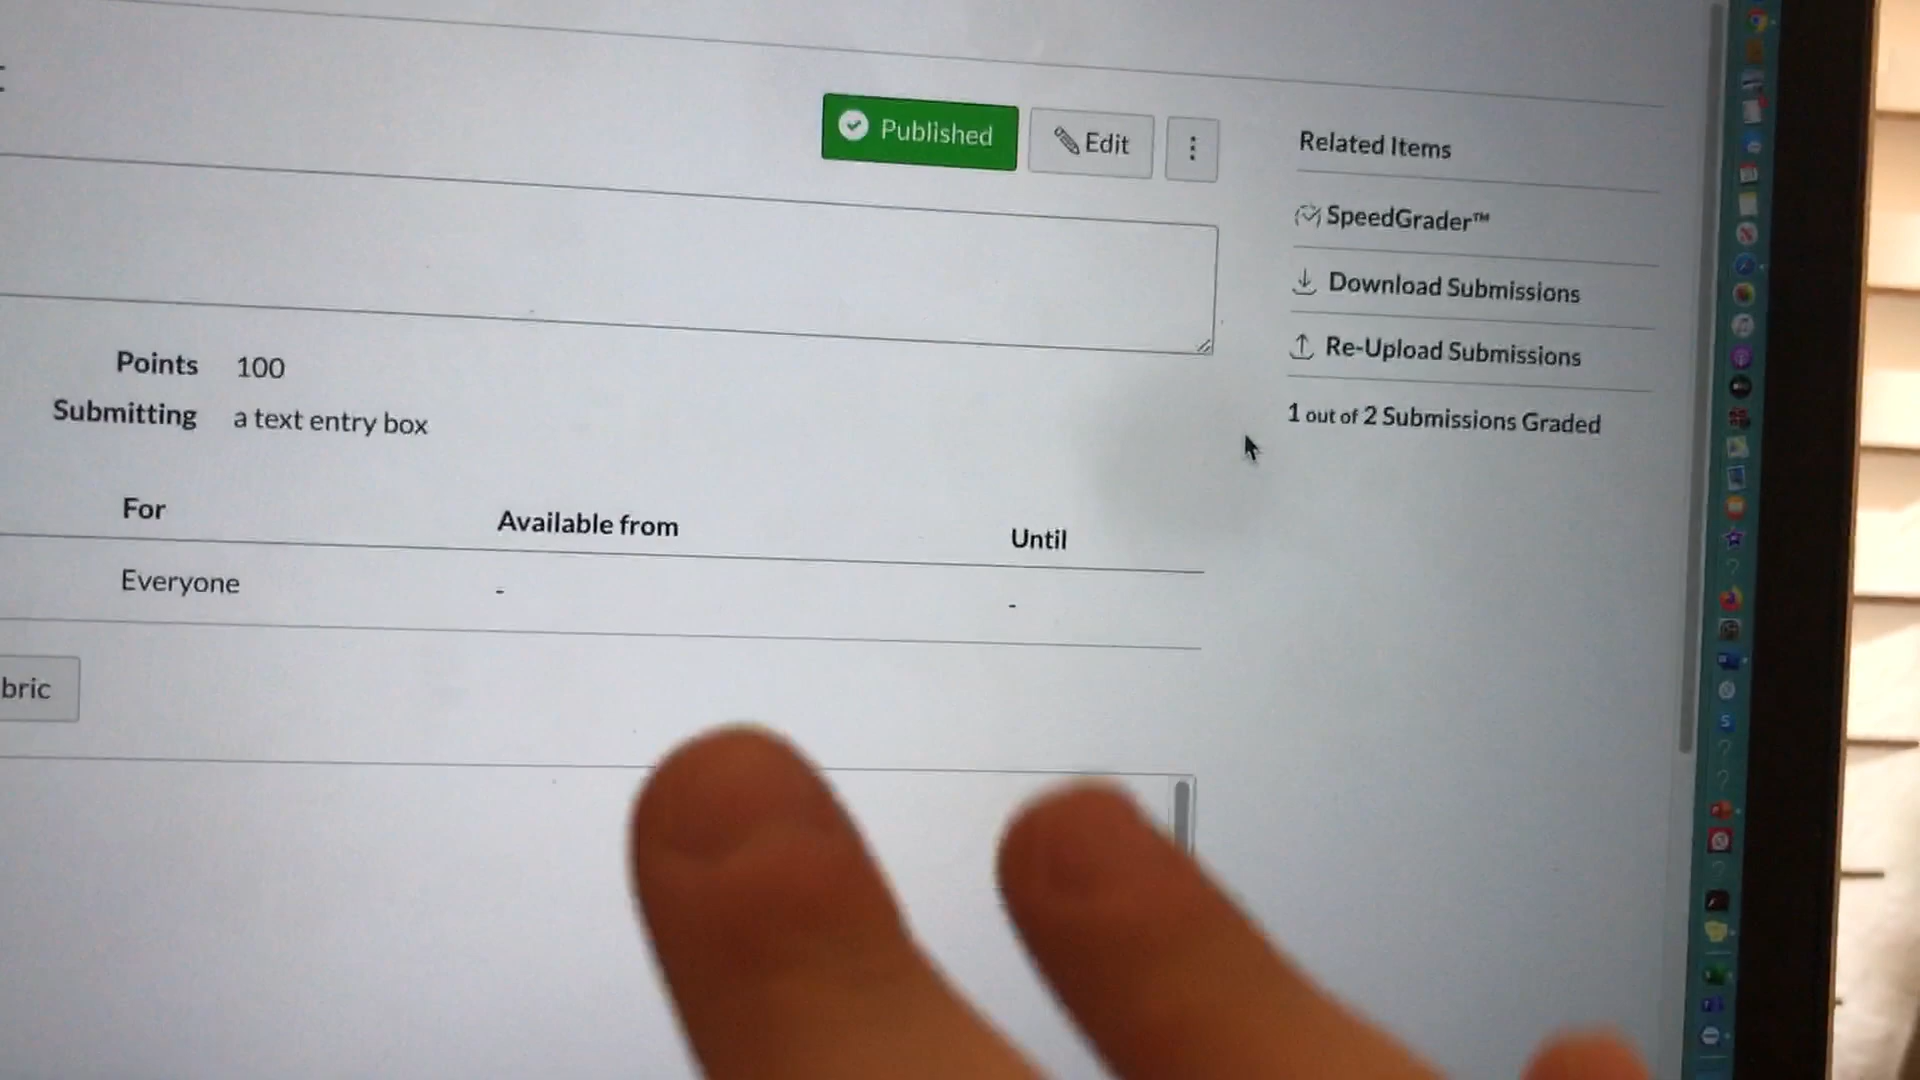 Published
Edit
Related Items
SpeedGrader™
Download Submissions
Re-Upload Submissions
1 out of 2 Submissions Graded
Points 100
Submitting a text entry box
For Available from Until
Everyone - -
bric